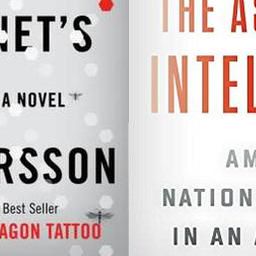 NET'S
A NOVEL
RSSON
Best Seller
AGON TATTOO
THE AS
INTEL
AM
NATION
IN AN A